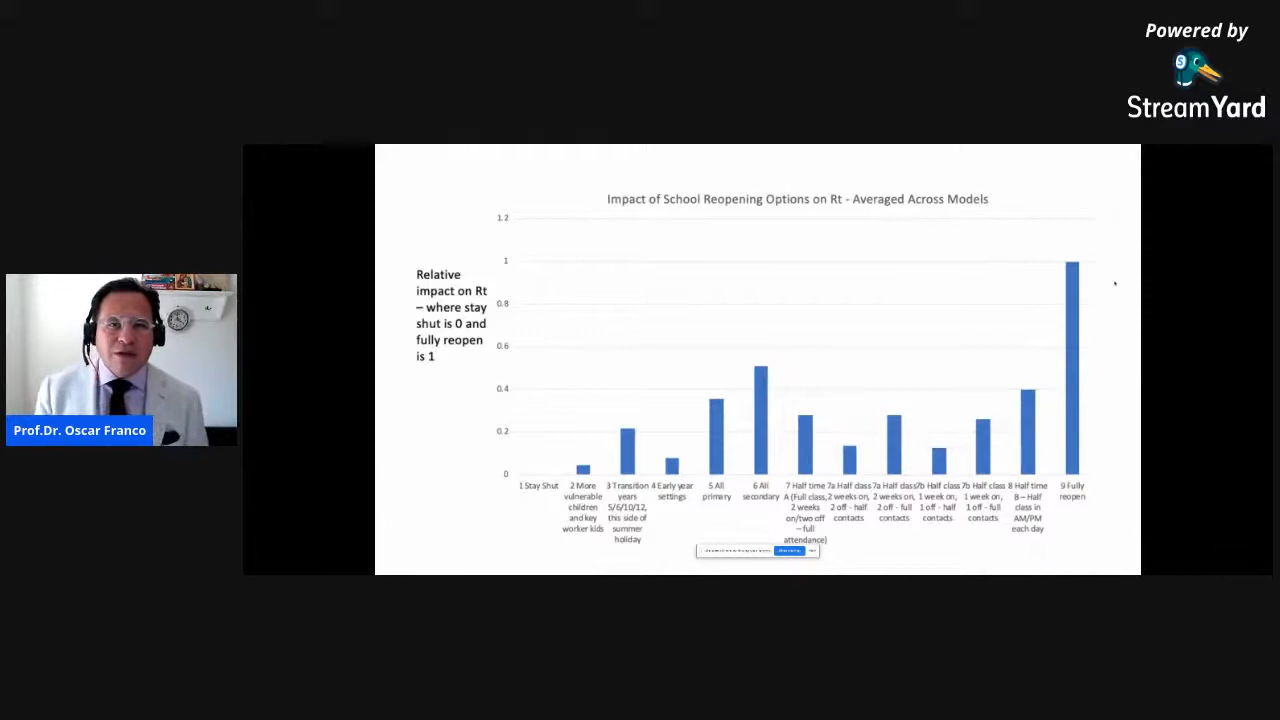 Powered by
StreamYard
Prof.Dr. Oscar Franco
Impact of School Reopening Options on Rt - Averaged Across Models
Relative
impact on Rt
– where stay
shut is 0 and
fully reopen
is 1
1.2
1
0.8
0.6
0.4
0.2
0
1 Stay Shut
2 More
vulnerable
children
and key
worker kids
3 Transition
years
5/6/10/12,
this side of
summer
holiday
4 Early year
settings
5 All
primary
6 All
secondary
7 Half time
A (Full class,
2 weeks
on/two off
– full
attendance)
7a Half class
2 weeks on,
2 off - half
contacts
7a Half class
2 weeks on,
2 off - full
contacts
7b Half class
1 week on,
1 off - half
contacts
7b Half class
1 week on,
1 off - full
contacts
8 Half time
B – Half
class in
AM/PM
each day
9 Fully
reopen